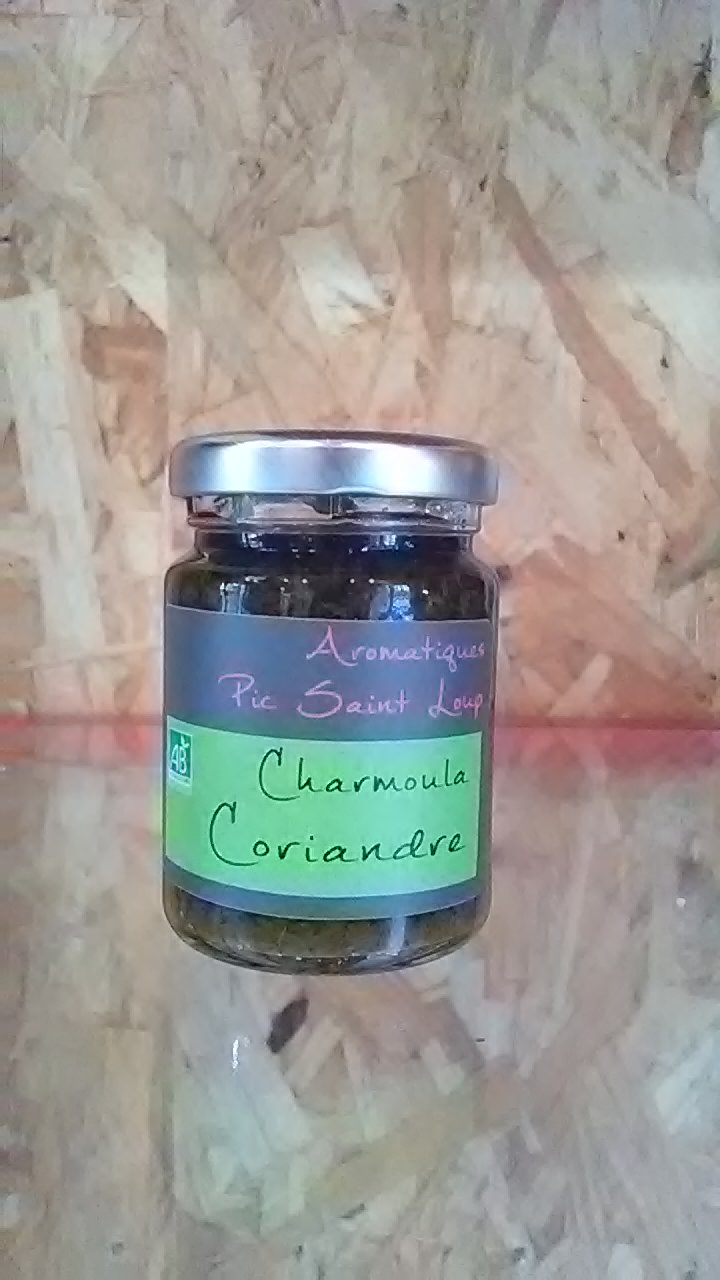 Aromatiques
Pic Saint Loup
AB
Charmoula
Coriandre